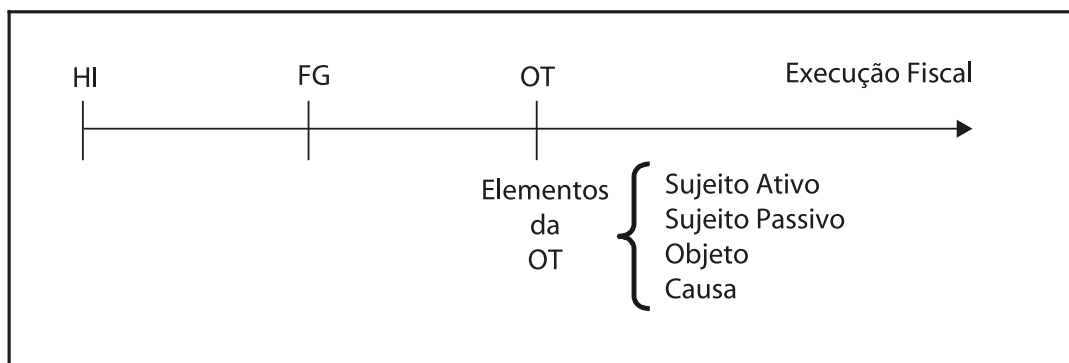 HI
FG
OT
Execução Fiscal
Elementos
da
OT
Sujeito Ativo
Sujeito Passivo
Objeto
Causa